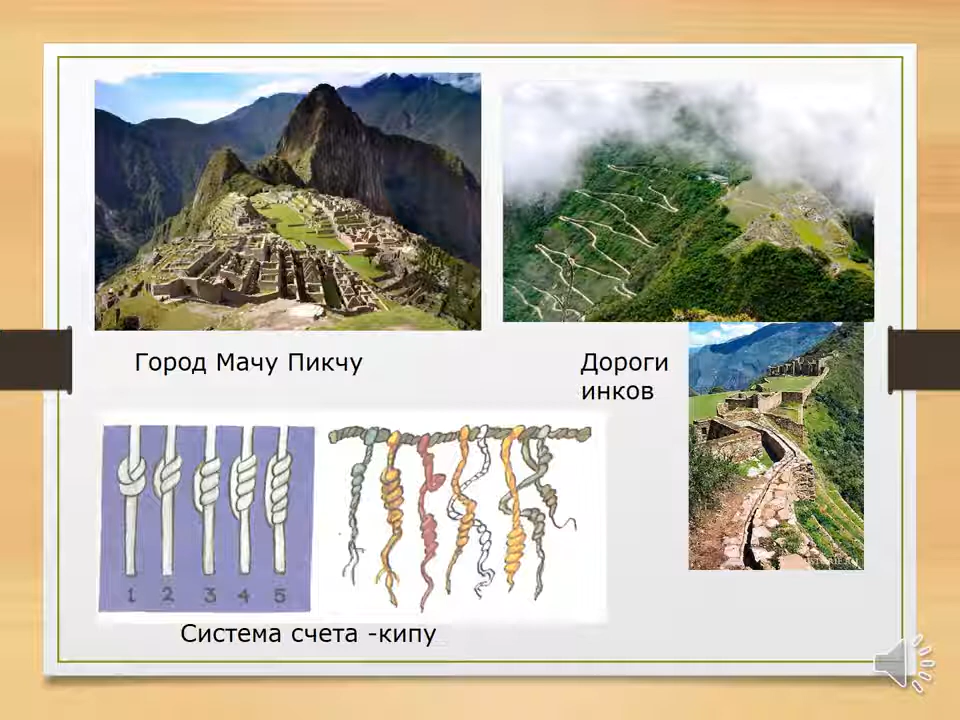 Город Мачу Пикчу
Дороги
инков
1 2 3 4 5
Система счета -кипу